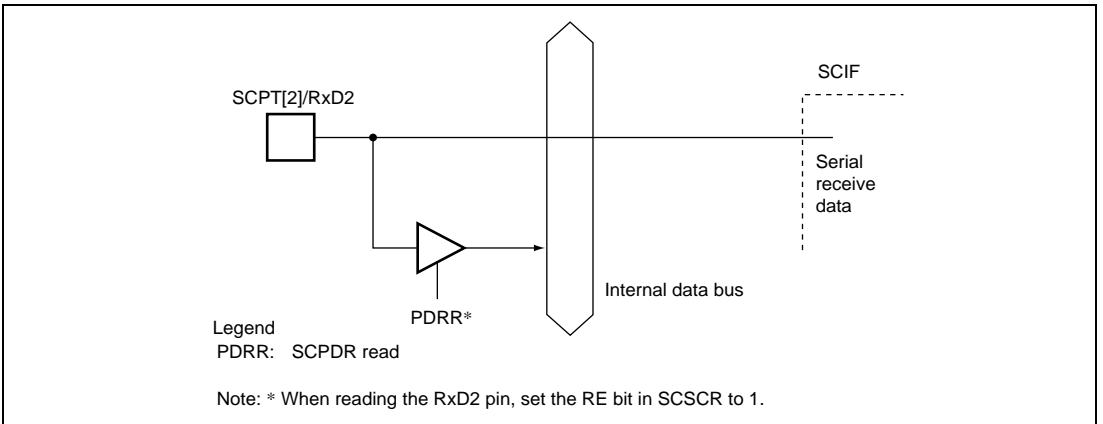 SCIF
SCPT[2]/RxD2
Serial
receive
data
Internal data bus
PDRR*
Legend
PDRR: SCPDR read
Note: * When reading the RxD2 pin, set the RE bit in SCSCR to 1.